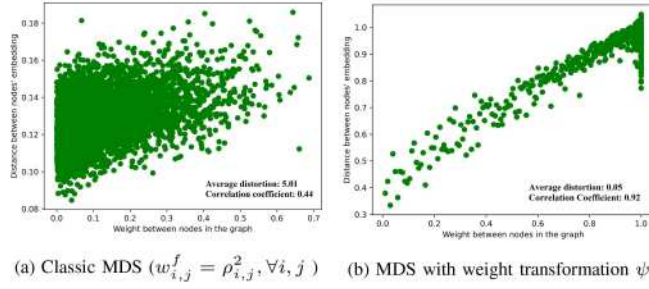 Distance between nodes' embedding
0.18
0.16
0.14
0.12
0.10
0.08
0.0 0.1 0.2 0.3 0.4 0.5 0.6 0.7
Average distortion: 5.01
Correlation coefficient: 0.44
Weight between nodes in the graph
(a) Classic MDS (w^f_{i,j} = ρ^2_{i,j}, ∀i, j )
Distance between nodes' embedding
1.0
0.9
0.8
0.7
0.6
0.5
0.4
0.3
0.0 0.2 0.4 0.6 0.8 1.0
Average distortion: 0.05
Correlation Coefficient: 0.92
Weight between nodes in the graph
(b) MDS with weight transformation ψ